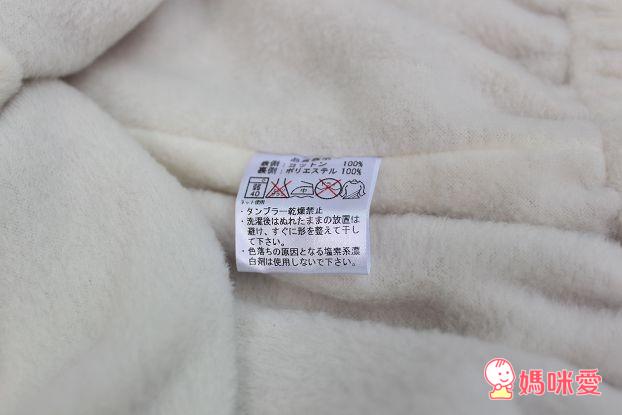 表側：コットン 100%
裏側：ポリエステル 100%
弱
40
中
ネット使用
・タンブラー乾燥禁止
・洗濯後はぬれたままの放置は
避け、すぐに形を整えて干し
て下さい。
・色落ちの原因となる塩素系漂
白剤は使用しないで下さい。
媽咪愛